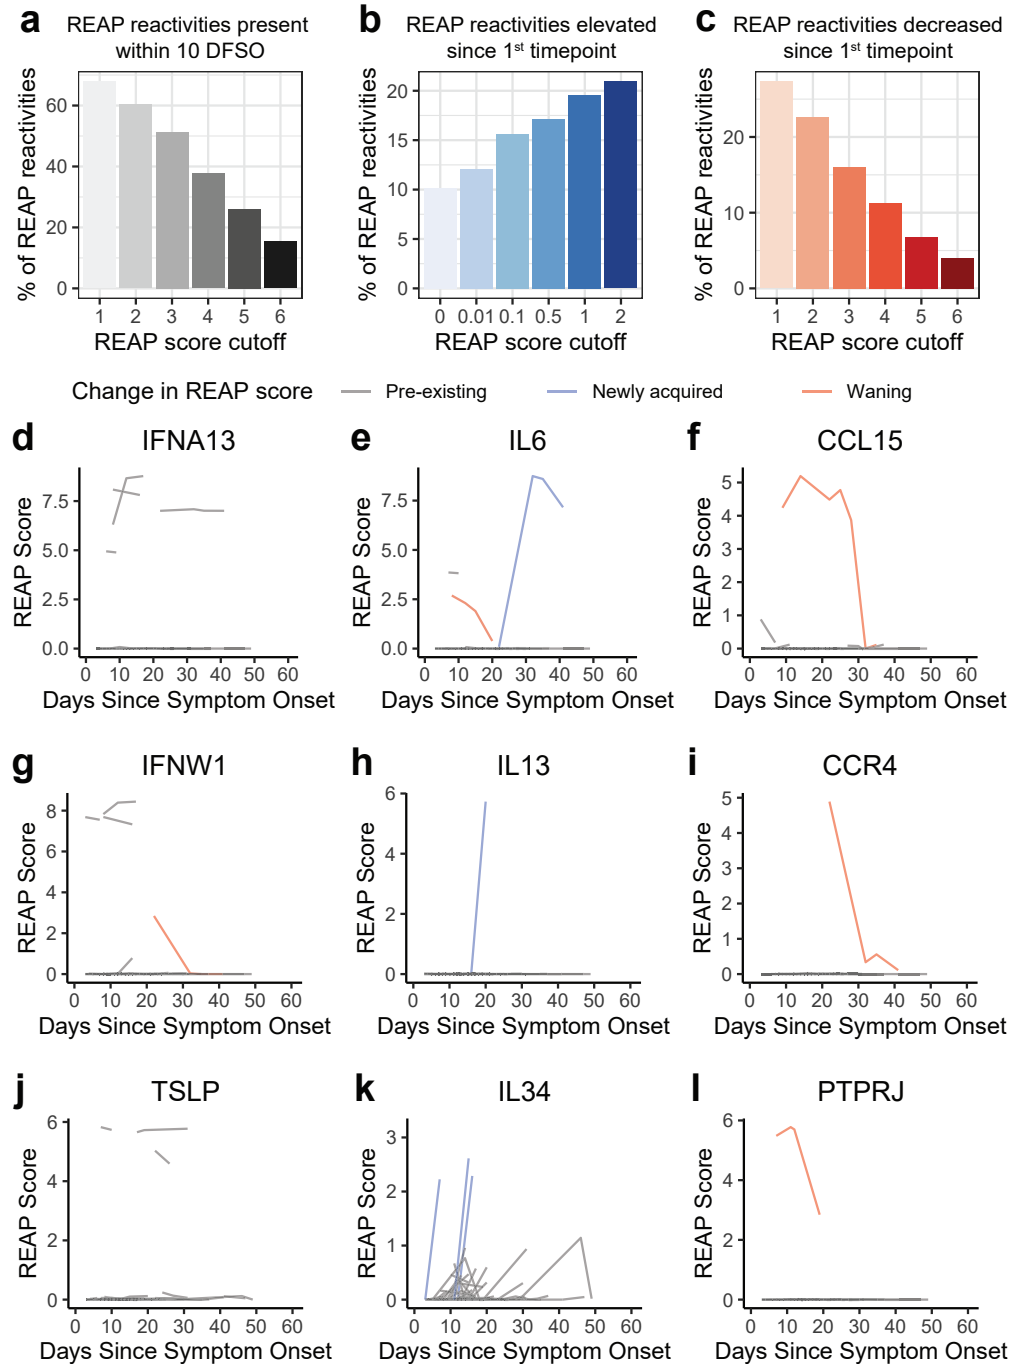 a REAP reactivities present within 10 DFSO
% of REAP reactivities
60
40
20
0
1 2 3 4 5 6
REAP score cutoff
b REAP reactivities elevated since 1st timepoint
% of REAP reactivities
20
15
10
5
0
0 0.01 0.1 0.5 1 2
REAP score cutoff
c REAP reactivities decreased since 1st timepoint
% of REAP reactivities
20
10
0
1 2 3 4 5 6
REAP score cutoff
Change in REAP score Pre-existing Newly acquired Waning
d IFNA13
REAP Score
7.5
5.0
2.5
0.0
0 10 20 30 40 50 60
Days Since Symptom Onset
e IL6
REAP Score
7.5
5.0
2.5
0.0
0 10 20 30 40 50 60
Days Since Symptom Onset
f CCL15
REAP Score
5
4
3
2
1
0
0 10 20 30 40 50 60
Days Since Symptom Onset
g IFNW1
REAP Score
8
6
4
2
0
0 10 20 30 40 50 60
Days Since Symptom Onset
h IL13
REAP Score
6
4
2
0
0 10 20 30 40 50 60
Days Since Symptom Onset
i CCR4
REAP Score
5
4
3
2
1
0
0 10 20 30 40 50 60
Days Since Symptom Onset
j TSLP
REAP Score
6
4
2
0
0 10 20 30 40 50 60
Days Since Symptom Onset
k IL34
REAP Score
3
2
1
0
0 10 20 30 40 50 60
Days Since Symptom Onset
l PTPRJ
REAP Score
6
4
2
0
0 10 20 30 40 50 60
Days Since Symptom Onset